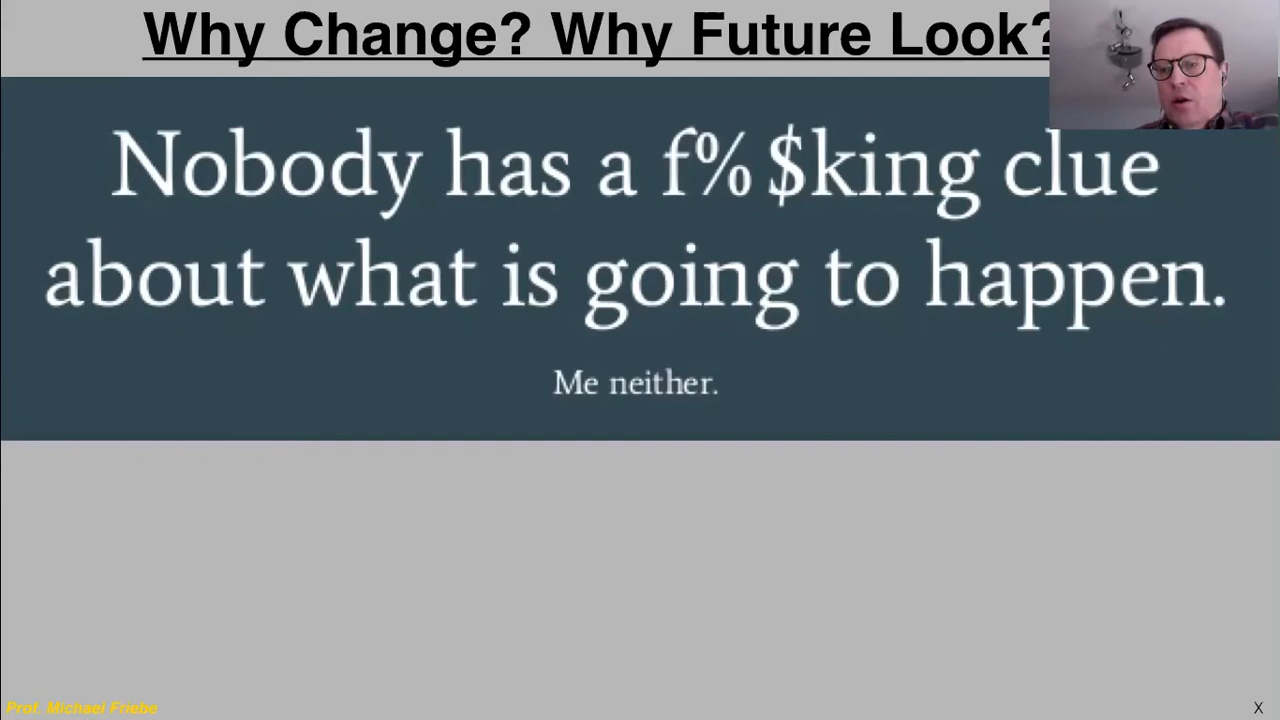 Why Change? Why Future Look?
Nobody has a f%$king clue
about what is going to happen.
Me neither.
Prof. Michael Friebe
X